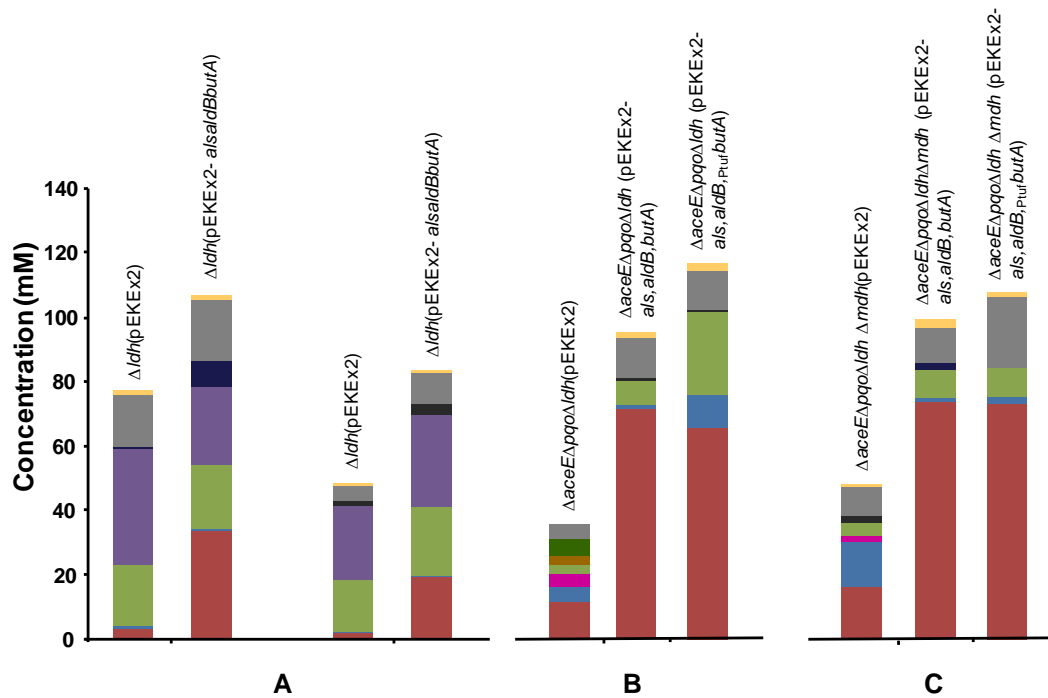 Concentration (mM)
140
120
100
80
60
40
20
0
Δldh(pEKEx2)
Δldh(pEKEx2- alsaldBbutA)
Δldh(pEKEx2)
Δldh(pEKEx2- alsaldBbutA)
ΔaceEΔpqoΔldh(pEKEx2)
ΔaceEΔpqoΔldh (pEKEx2-
als,aldB,butA)
ΔaceEΔpqoΔldh (pEKEx2-
als,aldB,PtufbutA)
ΔaceEΔpqoΔldh Δmdh(pEKEx2)
ΔaceEΔpqoΔldhΔmdh (pEKEx2-
als,aldB,butA)
ΔaceEΔpqoΔldh Δmdh (pEKEx2-
als,aldB,PtufbutA)
A
B
C